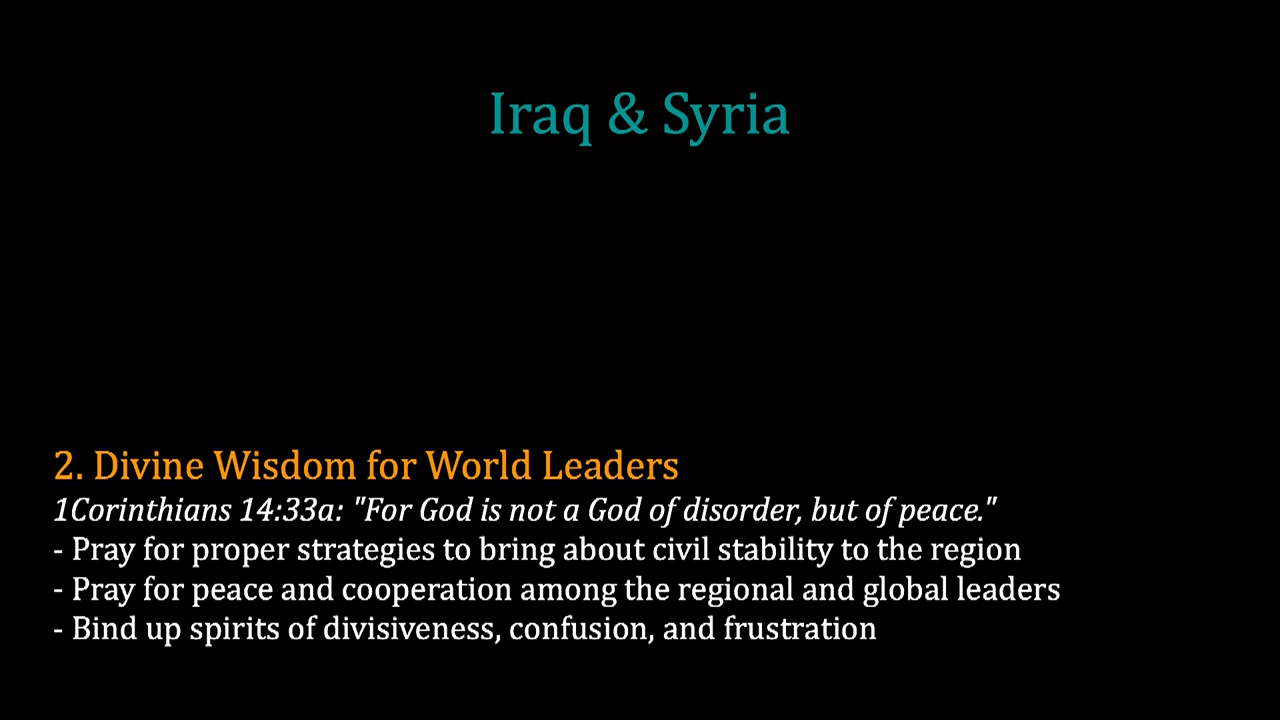 Iraq & Syria
2. Divine Wisdom for World Leaders
1Corinthians 14:33a: "For God is not a God of disorder, but of peace."
- Pray for proper strategies to bring about civil stability to the region
- Pray for peace and cooperation among the regional and global leaders
- Bind up spirits of divisiveness, confusion, and frustration